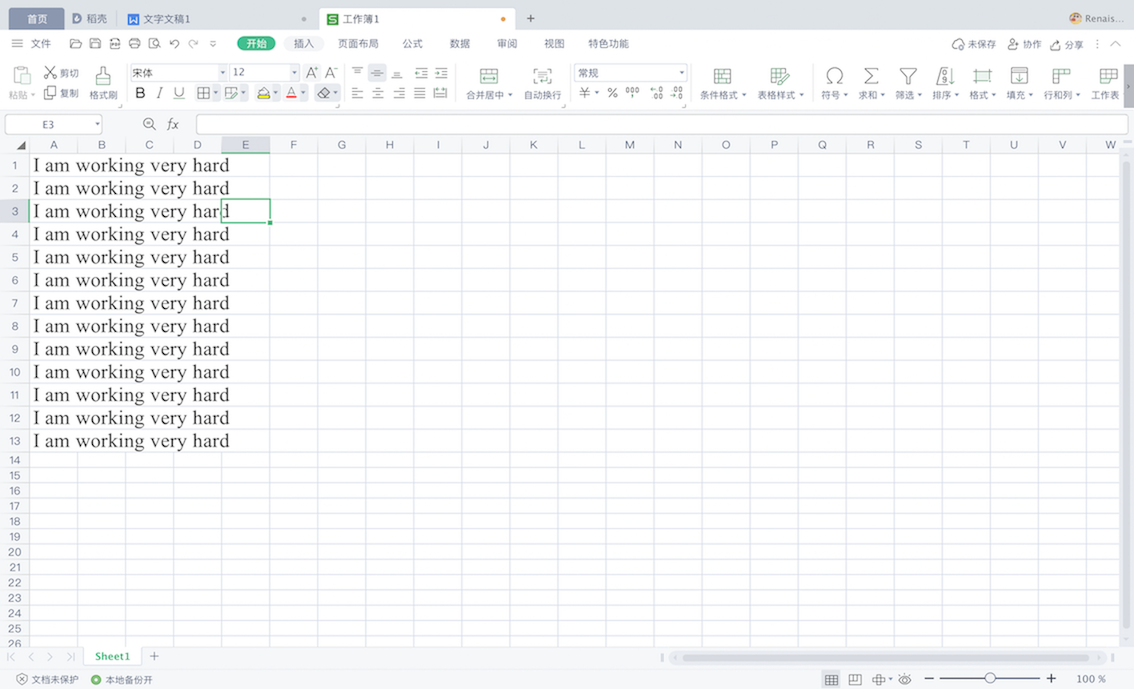 首页 稻壳 文字文稿1 工作簿1 + Renais...
文件 开始 插入 页面布局 公式 数据 审阅 视图 特色功能 未保存 协作 分享
粘贴 剪切 复制 格式刷 宋体 12 A+ A- B I U A 合并居中 自动换行 常规 ¥ % 条件格式 表格样式 符号 求和 筛选 排序 格式 填充 行和列 工作表
E3 fx
A B C D E F G H I J K L M N O P Q R S T U V W
1 I am working very hard
2 I am working very hard
3 I am working very hard
4 I am working very hard
5 I am working very hard
6 I am working very hard
7 I am working very hard
8 I am working very hard
9 I am working very hard
10 I am working very hard
11 I am working very hard
12 I am working very hard
13 I am working very hard
14
15
16
17
18
19
20
21
22
23
24
25
26
Sheet1 +
文档未保护 本地备份开 100 %